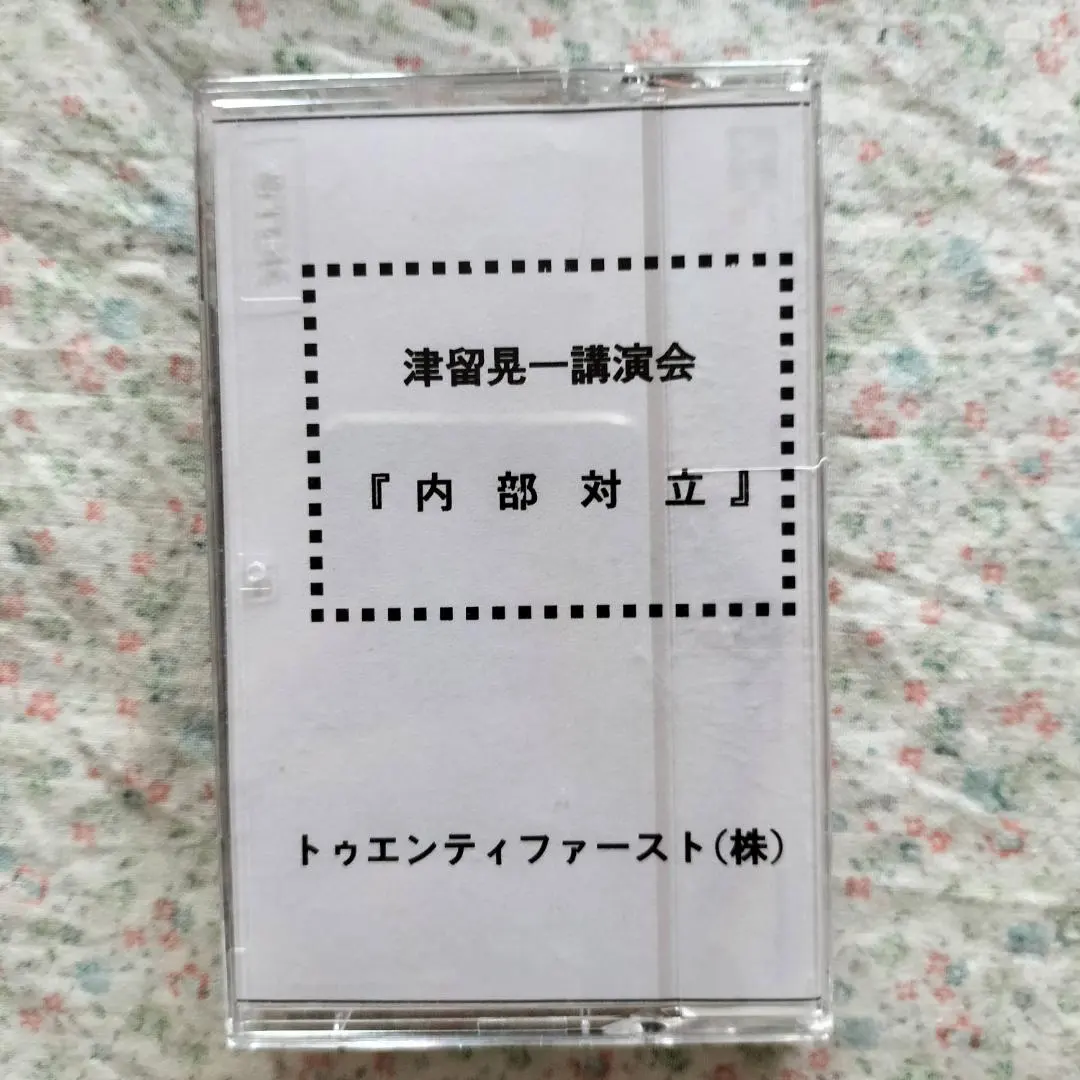 津留晃一講演会
『内部対立』
トゥエンティファースト(株)